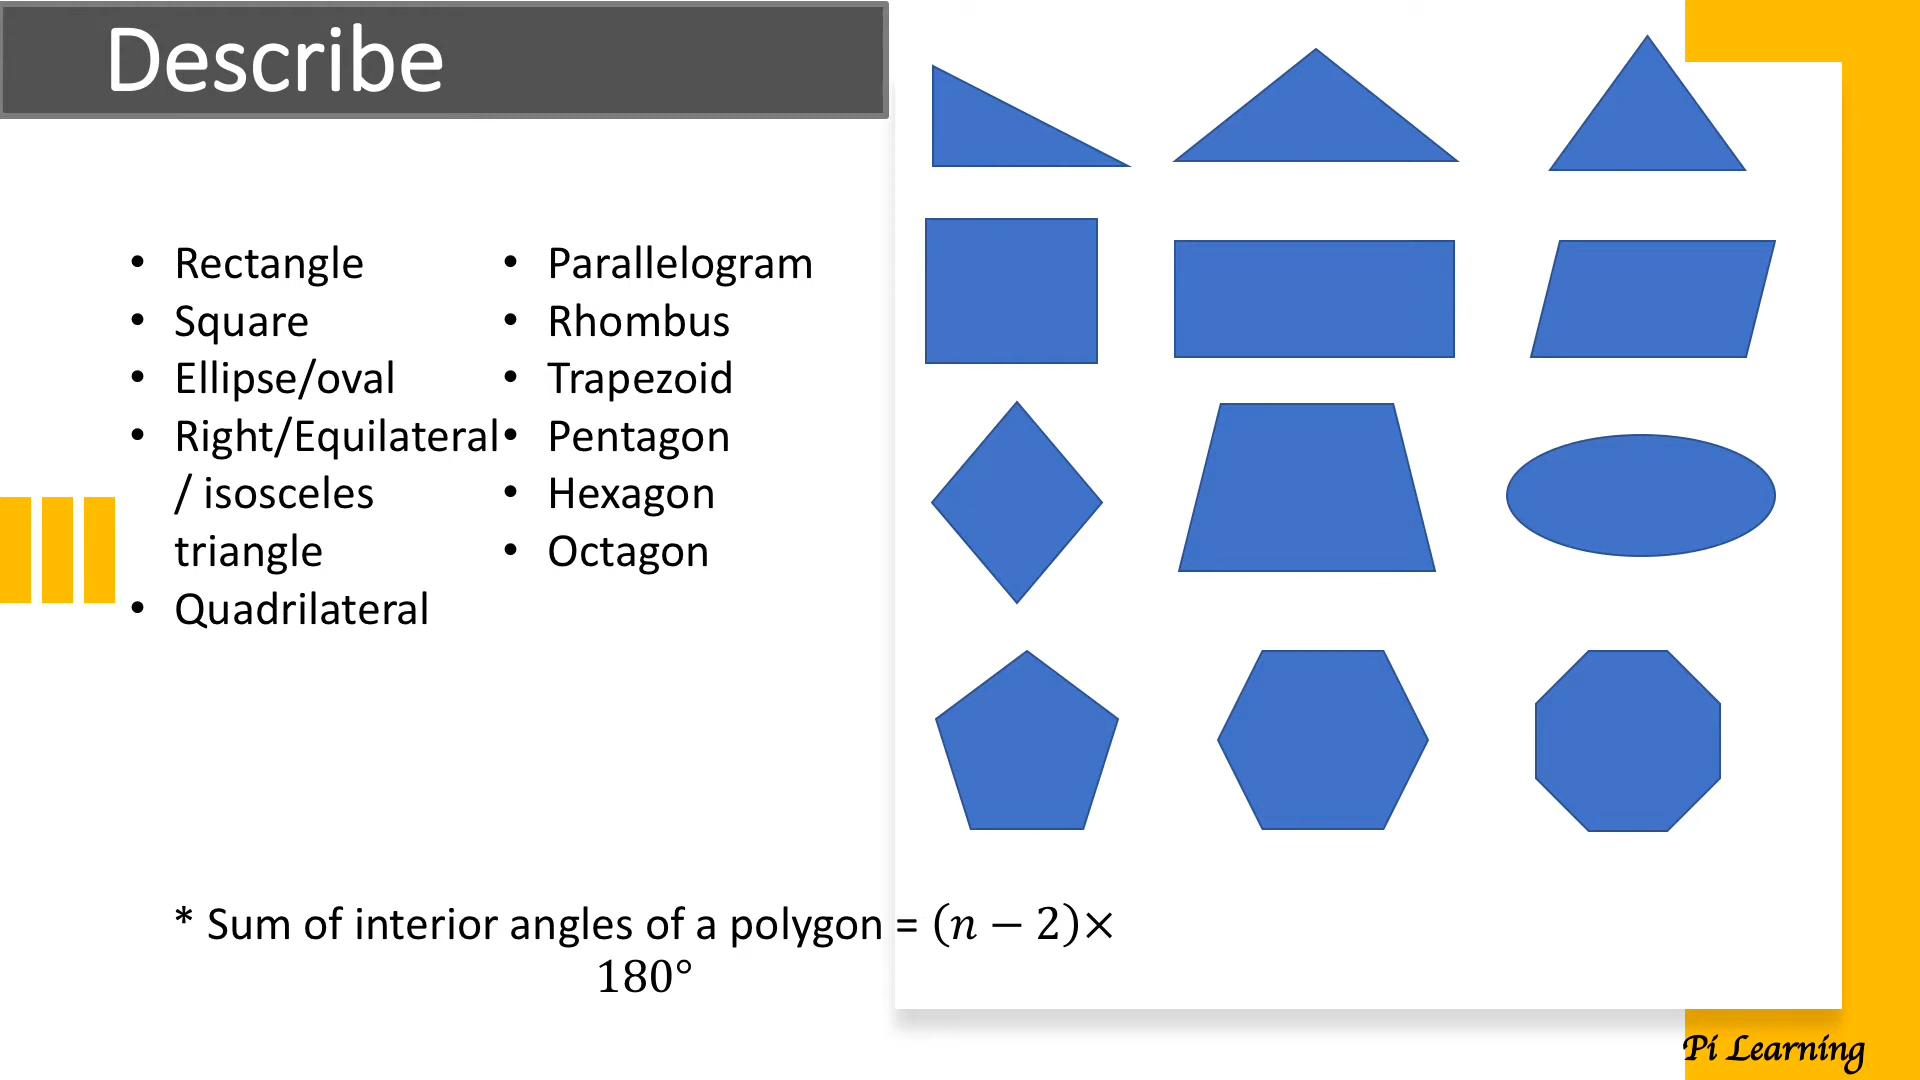 Describe
• Rectangle
• Square
• Ellipse/oval
• Right/Equilateral
/ isosceles
triangle
• Quadrilateral
• Parallelogram
• Rhombus
• Trapezoid
• Pentagon
• Hexagon
• Octagon
* Sum of interior angles of a polygon = (n − 2)×
180°
Pi Learning